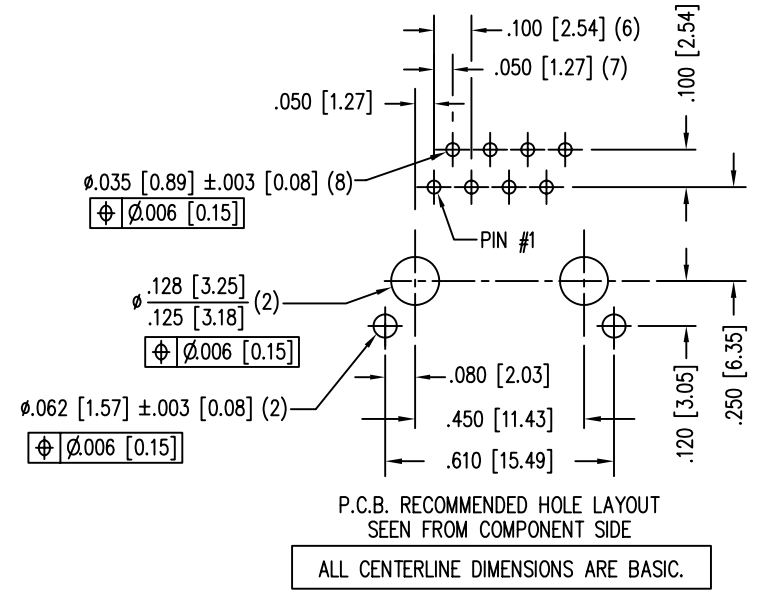 .100 [2.54] (6)
.050 [1.27] (7)
.100 [2.54]
.050 [1.27]
ø.035 [0.89] ±.003 [0.08] (8)
⌖ Ø.006 [0.15]
PIN #1
ø .128 [3.25]
.125 [3.18] (2)
⌖ Ø.006 [0.15]
.080 [2.03]
.120 [3.05]
.250 [6.35]
ø.062 [1.57] ±.003 [0.08] (2)
.450 [11.43]
⌖ Ø.006 [0.15]
.610 [15.49]
P.C.B. RECOMMENDED HOLE LAYOUT
SEEN FROM COMPONENT SIDE
ALL CENTERLINE DIMENSIONS ARE BASIC.